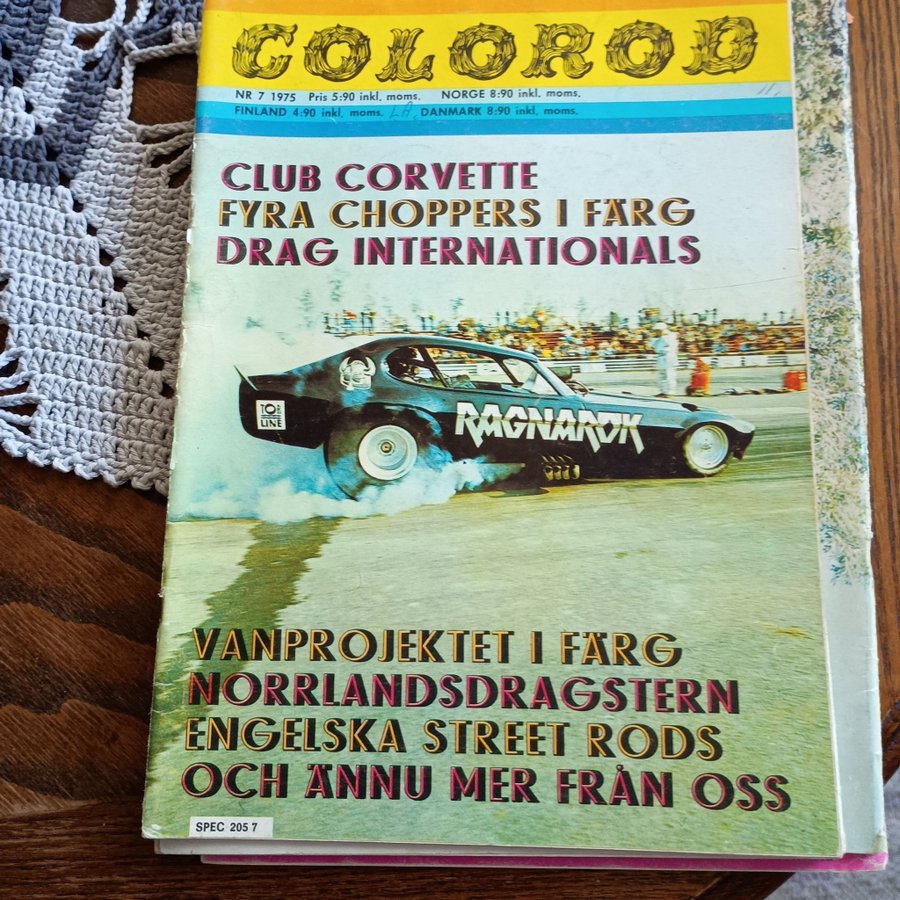 COLOROD
NR 7 1975 Pris 5:90 inkl. moms. NORGE 8:90 inkl. moms.
FINLAND 4:90 inkl. moms. DANMARK 8:90 inkl. moms.
CLUB CORVETTE
FYRA CHOPPERS I FÄRG
DRAG INTERNATIONALS
TOP
LINE
RAGNARÖK
VANPROJEKTET I FÄRG
NORRLANDSDRAGSTERN
ENGELSKA STREET RODS
OCH ÄNNU MER FRÅN OSS
SPEC 205 7